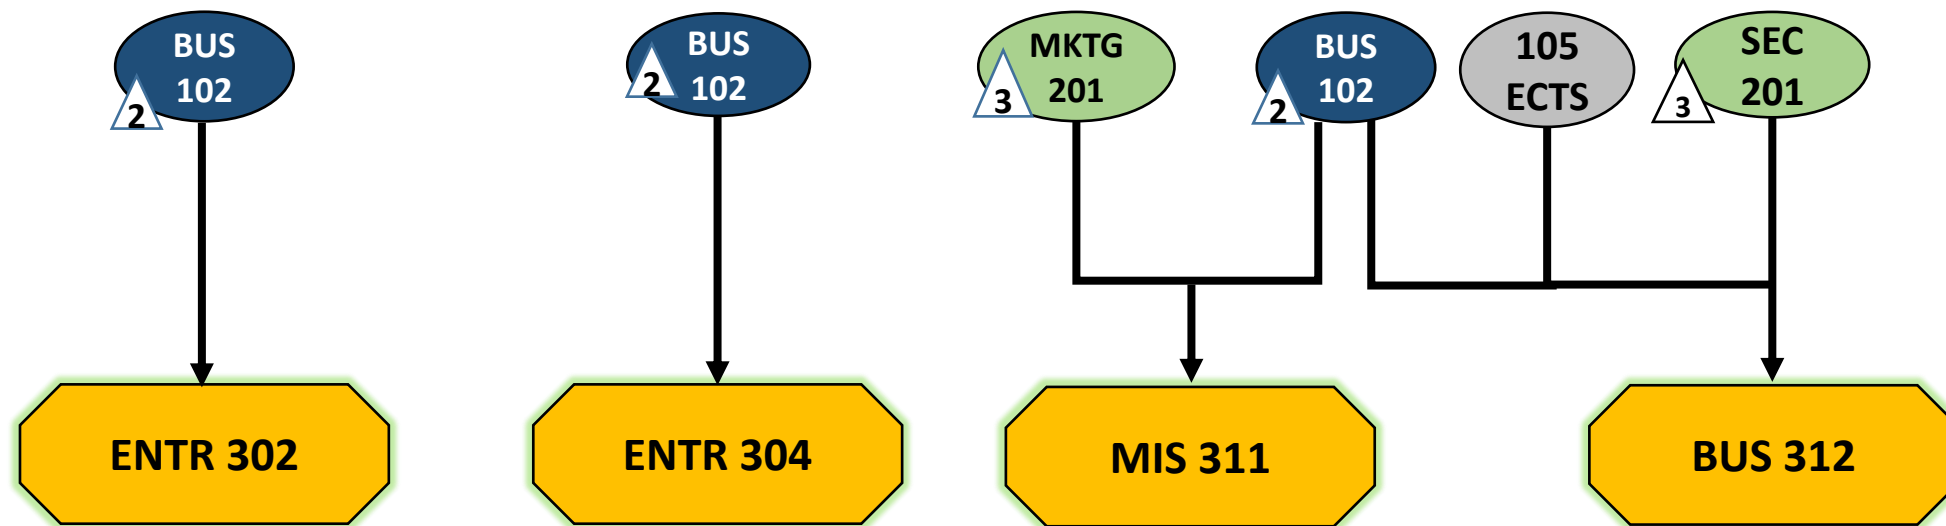 BUS
102
2
BUS
102
2
MKTG
201
3
BUS
102
2
105
ECTS
SEC
201
3
ENTR 302
ENTR 304
MIS 311
BUS 312